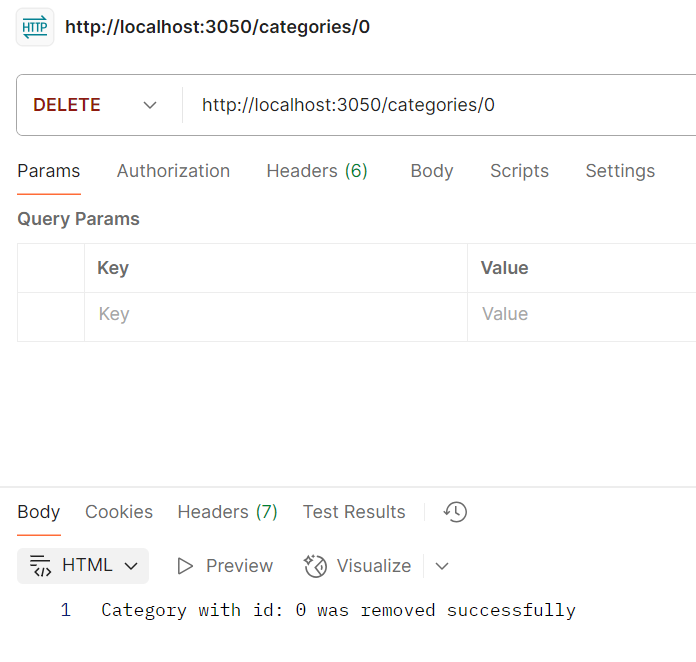 HTTP http://localhost:3050/categories/0
DELETE http://localhost:3050/categories/0
Params Authorization Headers (6) Body Scripts Settings
Query Params
Key Value
Key Value
Body Cookies Headers (7) Test Results
HTML Preview Visualize
1 Category with id: 0 was removed successfully